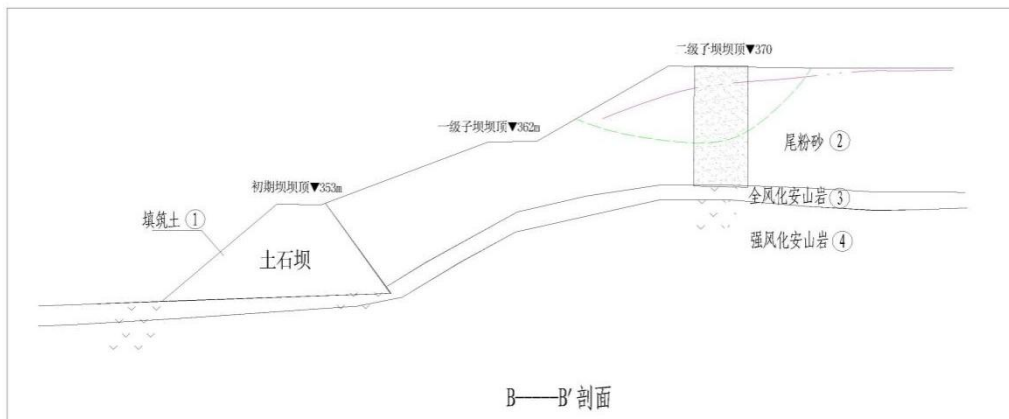 二级子坝坝顶▼370
一级子坝坝顶▼362m
尾粉砂②
初期坝坝顶▼353m
全风化安山岩③
填筑土①
强风化安山岩④
土石坝
B——B′剖面